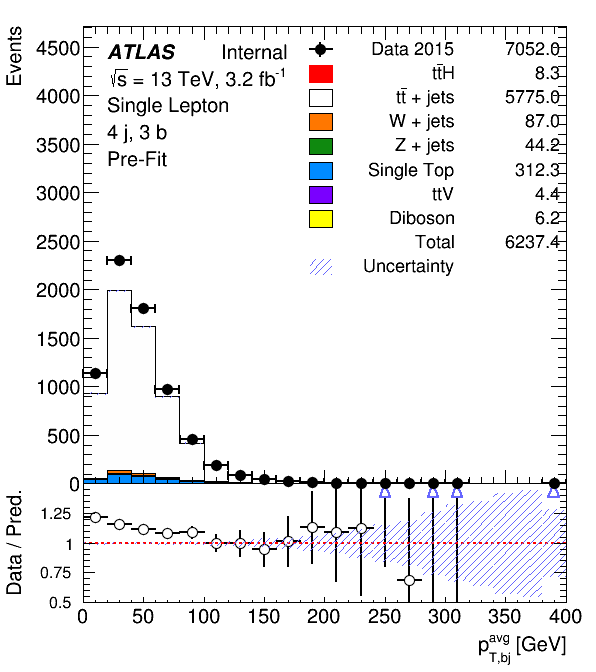 Events
ATLAS Internal
√s = 13 TeV, 3.2 fb⁻¹
Single Lepton
4 j, 3 b
Pre-Fit
Data 2015 7052.0
tt̄H 8.3
tt̄ + jets 5775.0
W + jets 87.0
Z + jets 44.2
Single Top 312.3
ttV 4.4
Diboson 6.2
Total 6237.4
Uncertainty
4500
4000
3500
3000
2500
2000
1500
1000
500
0
Data / Pred.
1.25
1
0.75
0.5
0 50 100 150 200 250 300 350 400
p_{T,bj}^{avg} [GeV]